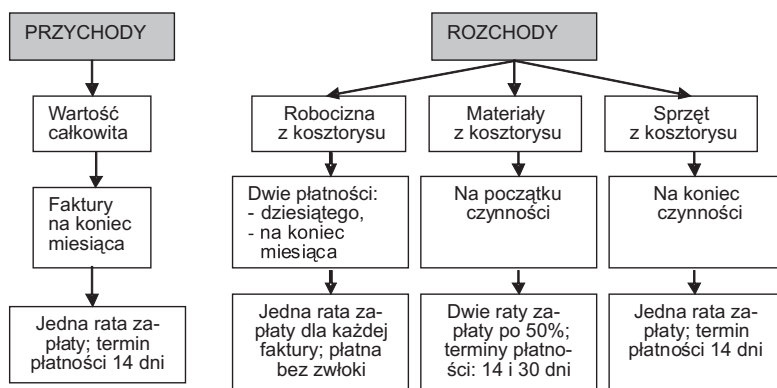 PRZYCHODY
Wartość
całkowita
Faktury
na koniec
miesiąca
Jedna rata za-
płaty; termin
płatności 14 dni
ROZCHODY
Robocizna
z kosztorysu
Dwie płatności:
- dziesiątego,
- na koniec
miesiąca
Jedna rata za-
płaty dla każdej
faktury; płatna
bez zwłoki
Materiały
z kosztorysu
Na początku
czynności
Dwie raty za-
płaty po 50%;
terminy płatno-
ści: 14 i 30 dni
Sprzęt
z kosztorysu
Na koniec
czynności
Jedna rata za-
płaty; termin
płatności 14 dni